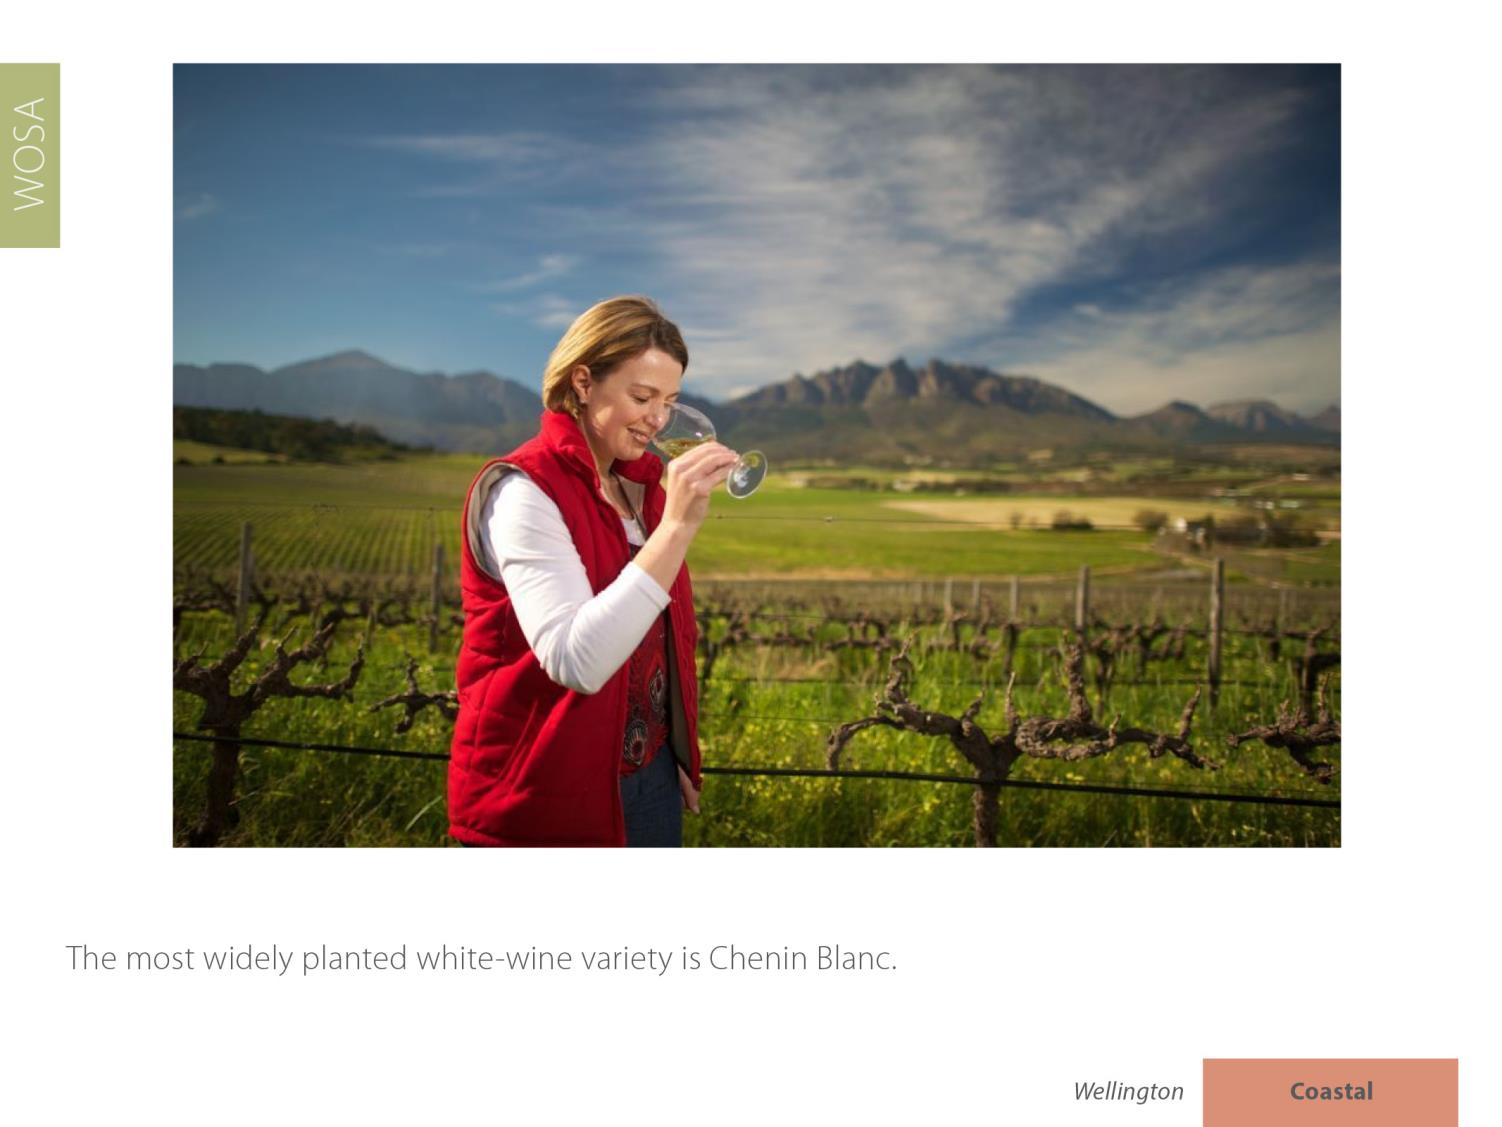 WOSA
The most widely planted white-wine variety is Chenin Blanc.
Wellington
Coastal